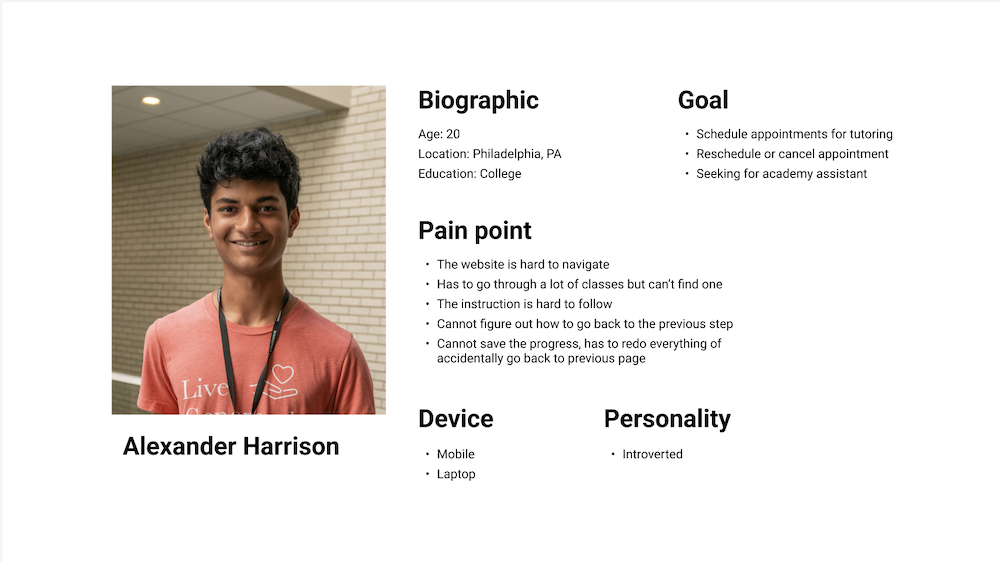 Biographic
Age: 20
Location: Philadelphia, PA
Education: College
Goal
• Schedule appointments for tutoring
• Reschedule or cancel appointment
• Seeking for academy assistant
Pain point
• The website is hard to navigate
• Has to go through a lot of classes but can't find one
• The instruction is hard to follow
• Cannot figure out how to go back to the previous step
• Cannot save the progress, has to redo everything of
accidentally go back to previous page
Live
Alexander Harrison
Device
• Mobile
• Laptop
Personality
• Introverted